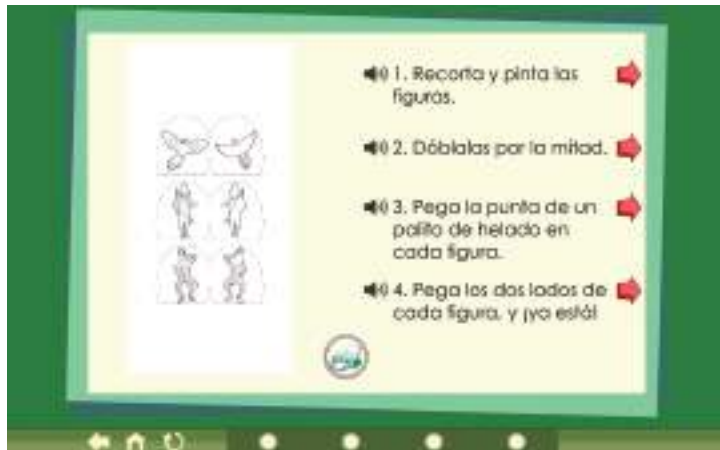 1. Recorta y pinta las
figuras.
2. Dóblalas por la mitad.
3. Pega la punta de un
palito de helado en
cada figura.
4. Pega los dos lados de
cada figura, y ¡ya está!